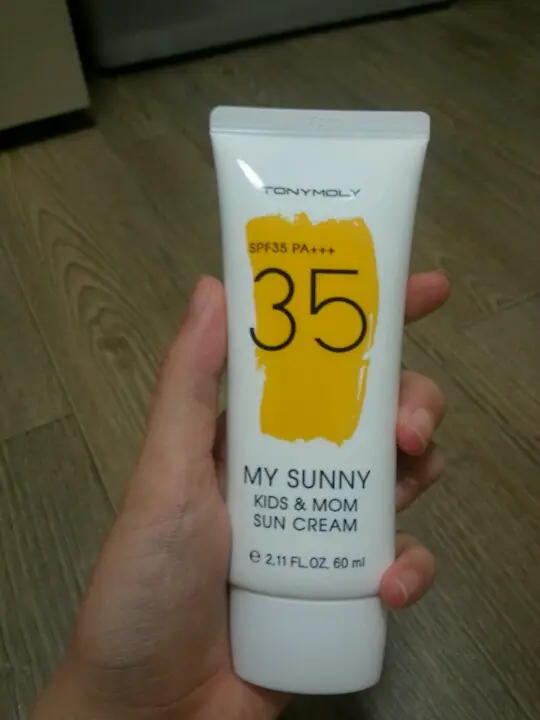 TONYMOLY
SPF35 PA+++
35
MY SUNNY
KIDS & MOM
SUN CREAM
℮ 2.11 FL.OZ. 60 ml